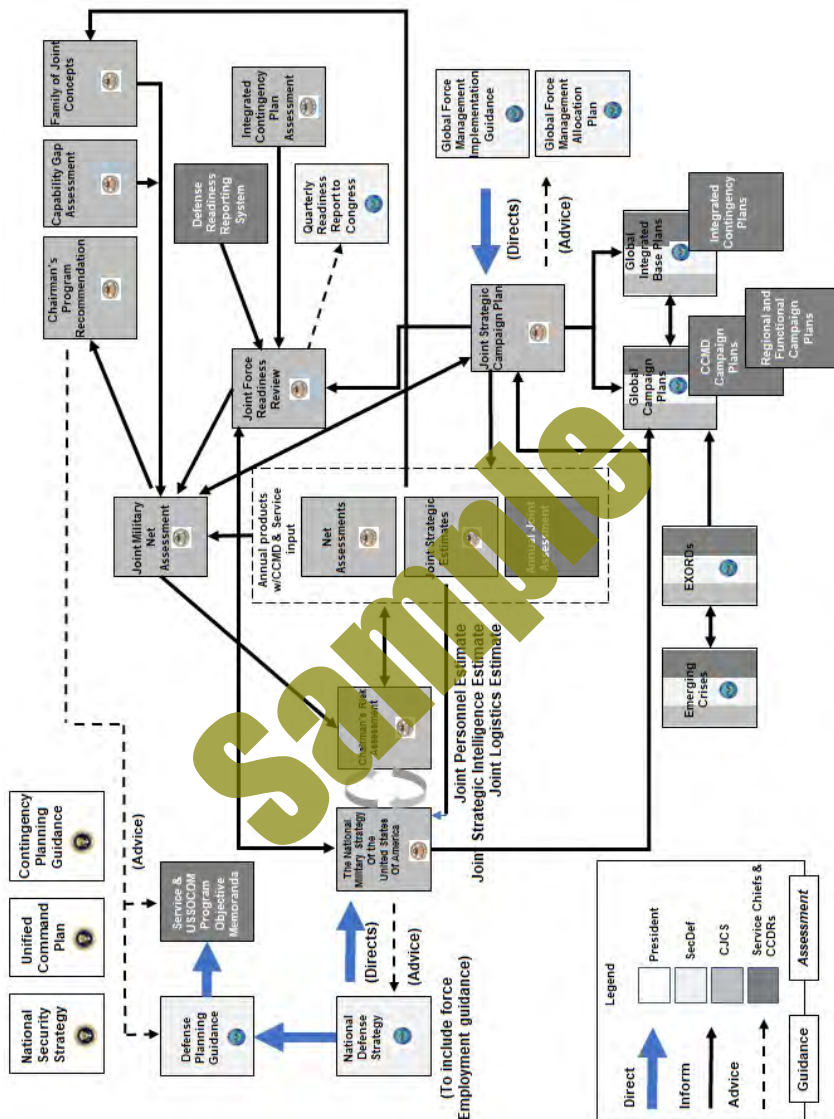 National
Security
Strategy
Unified
Command
Plan
Contingency
Planning
Guidance
(Advice)
Chairman's
Program
Recommendation
Capability Gap
Assessment
Family of Joint
Concepts
Defense
Planning
Guidance
Service &
USSOCOM
Program
Objective
Memoranda
Joint Military
Net
Assessment
Defense
Readiness
Reporting
System
Integrated
Contingency
Plan
Assessment
Joint Force
Readiness
Review
Quarterly
Readiness
Report to
Congress
National
Defense
Strategy
(To include force
Employment guidance)
(Directs)
(Advice)
The National
Military Strategy
Of the
United States
Of America
Chairman's Risk
Assessment
Annual products
w/CCMD & Service
input
Net
Assessments
Joint Strategic
Estimates
Annual Joint
Assessment
Joint Personnel Estimate
Joint Strategic Intelligence Estimate
Joint Logistics Estimate
Joint Strategic
Campaign Plan
(Directs)
(Advice)
Global Force
Management
Implementation
Guidance
Global Force
Management
Allocation
Plan
Emerging
Crises
EXORDs
Global
Campaign
Plans
CCMD
Campaign
Plans
Regional and
Functional
Campaign
Plans
Global
Integrated
Base Plans
Integrated
Contingency
Plans
Legend
Direct
Inform
Advice
President
SecDef
CJCS
Service Chiefs &
CCDRs
Guidance
Assessment
Sample